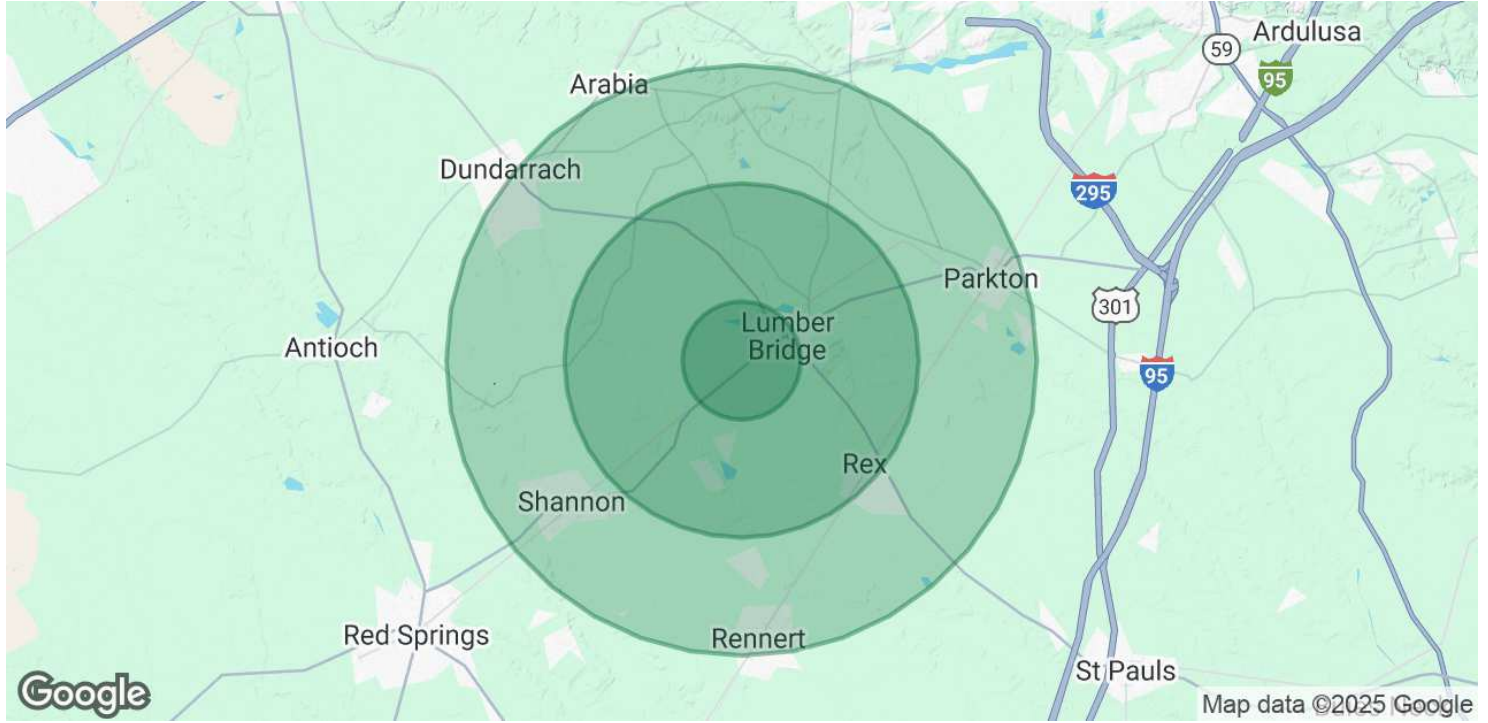 Ardulusa
59
95
Arabia
Dundarrach
295
Parkton
301
Lumber
Bridge
Antioch
95
Rex
Shannon
Red Springs
Rennert
St Pauls
Google
Map data ©2025 Google